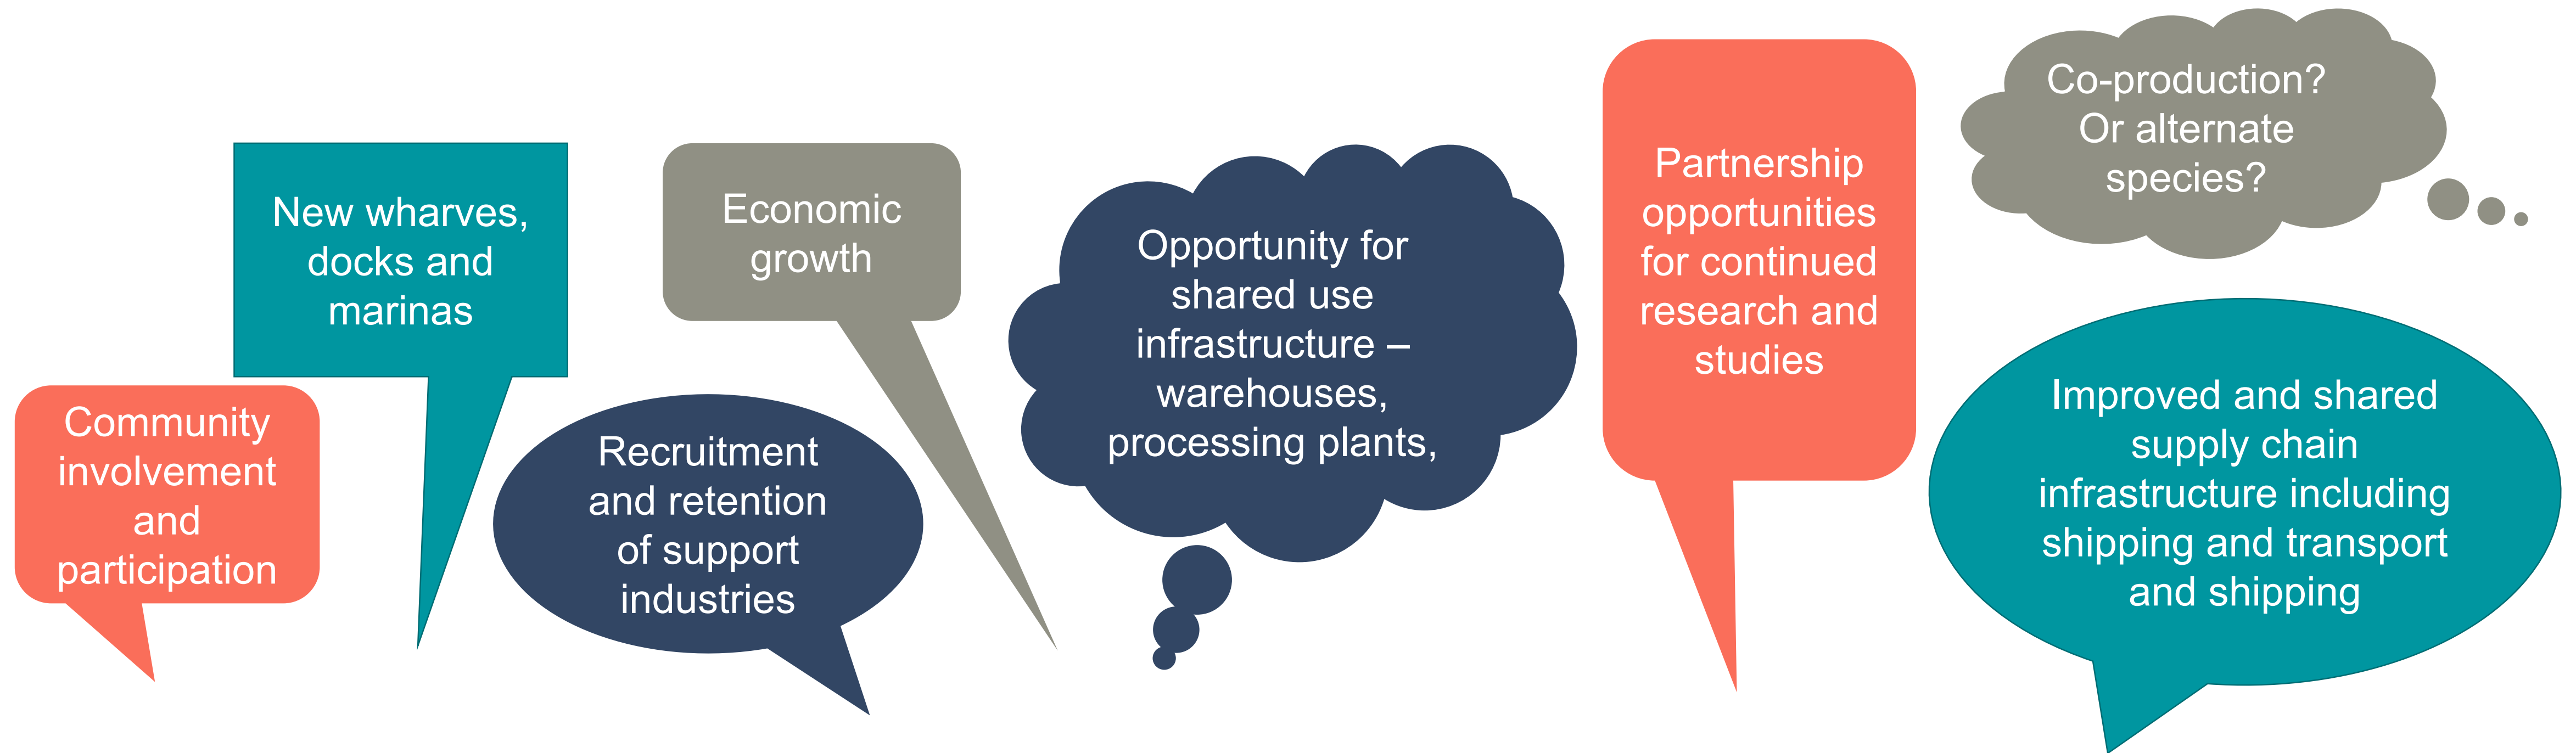 Community
involvement
and
participation
New wharves,
docks and
marinas
Recruitment
and retention
of support
industries
Economic
growth
Opportunity for
shared use
infrastructure –
warehouses,
processing plants,
Partnership
opportunities
for continued
research and
studies
Co-production?
Or alternate
species?
Improved and shared
supply chain
infrastructure including
shipping and transport
and shipping